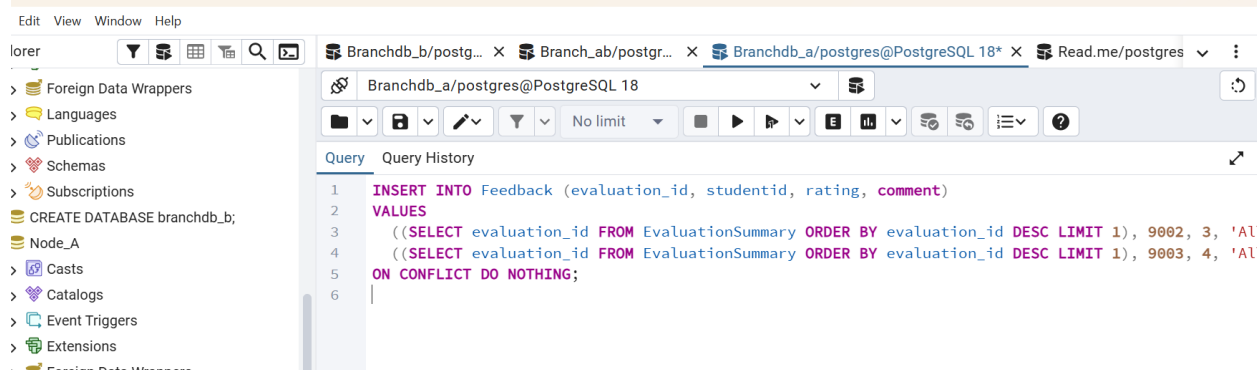 Edit View Window Help
lorer
Branchdb_b/postg... Branch_ab/postgr... Branchdb_a/postgres@PostgreSQL 18* Read.me/postgres
Foreign Data Wrappers
Languages
Publications
Schemas
Subscriptions
CREATE DATABASE branchdb_b;
Node_A
Casts
Catalogs
Event Triggers
Extensions
Foreign Data Wrappers
Branchdb_a/postgres@PostgreSQL 18
No limit
E
Query Query History
1 INSERT INTO Feedback (evaluation_id, studentid, rating, comment)
2 VALUES
3 ((SELECT evaluation_id FROM EvaluationSummary ORDER BY evaluation_id DESC LIMIT 1), 9002, 3, 'Al
4 ((SELECT evaluation_id FROM EvaluationSummary ORDER BY evaluation_id DESC LIMIT 1), 9003, 4, 'Al
5 ON CONFLICT DO NOTHING;
6